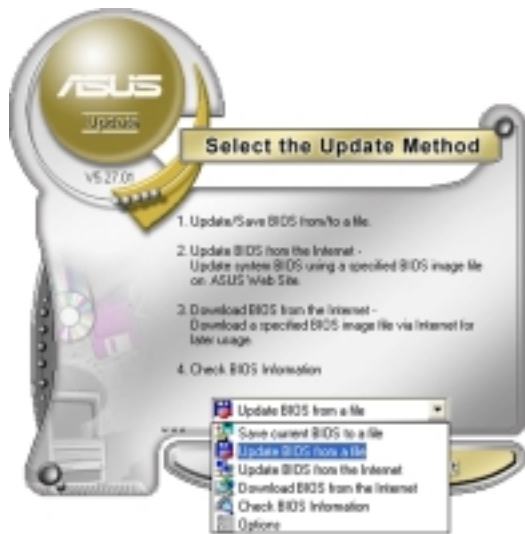 ASUS
Update
V5.27.01
Select the Update Method
1. Update/Save BIOS from/to a file.
2. Update BIOS from the Internet -
Update system BIOS using a specified BIOS image file
on ASUS Web Site.
3. Download BIOS from the Internet -
Download a specified BIOS image file via Internet for
later usage.
4. Check BIOS Information
Update BIOS from a file
Save current BIOS to a file
Update BIOS from a file
Update BIOS from the Internet
Download BIOS from the Internet
Check BIOS Information
Options